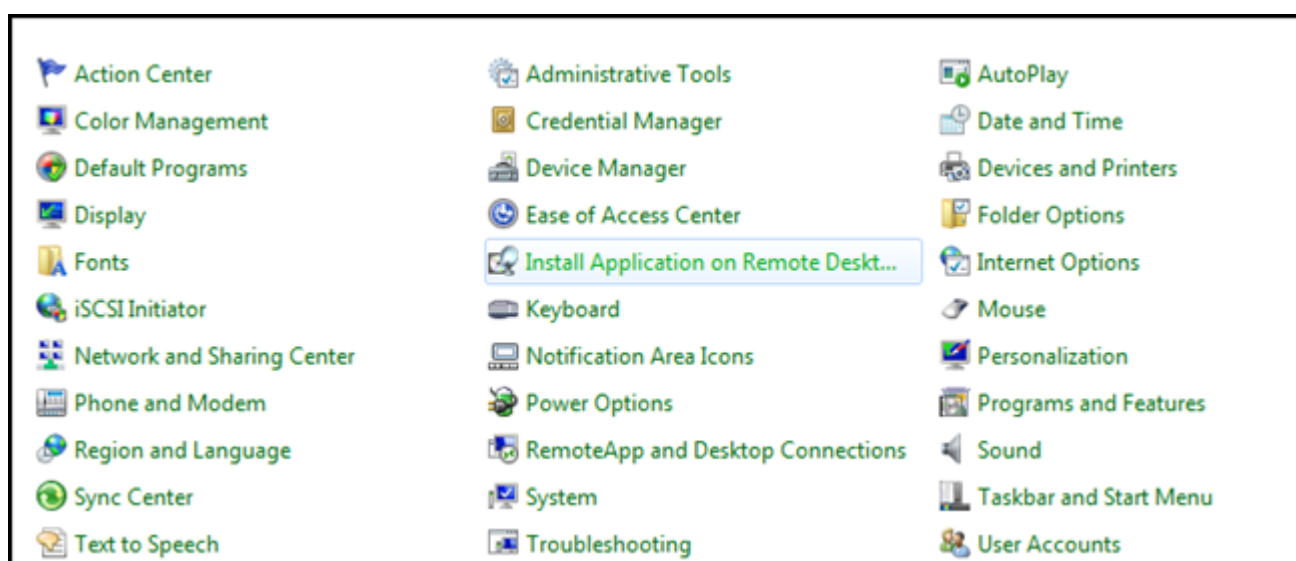 Action Center
Administrative Tools
AutoPlay
Color Management
Credential Manager
Date and Time
Default Programs
Device Manager
Devices and Printers
Display
Ease of Access Center
Folder Options
Fonts
Install Application on Remote Deskt...
Internet Options
iSCSI Initiator
Keyboard
Mouse
Network and Sharing Center
Notification Area Icons
Personalization
Phone and Modem
Power Options
Programs and Features
Region and Language
RemoteApp and Desktop Connections
Sound
Sync Center
System
Taskbar and Start Menu
Text to Speech
Troubleshooting
User Accounts